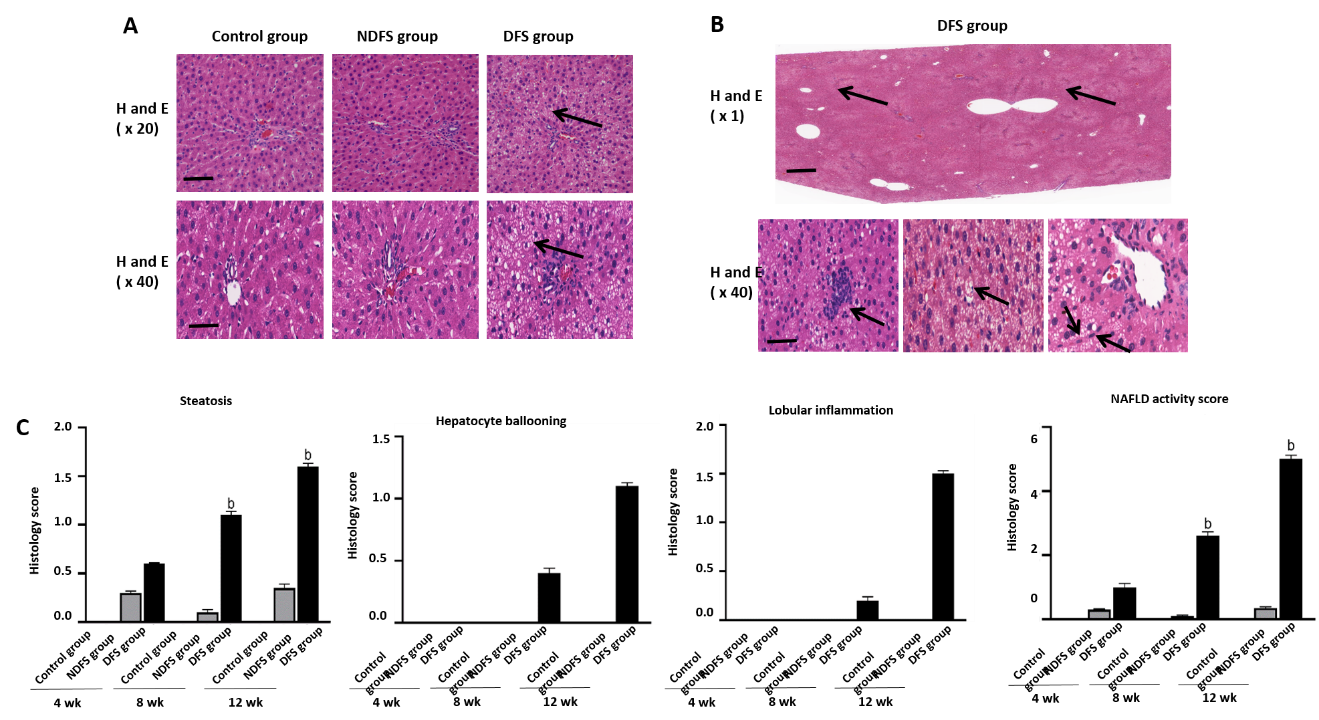 A
Control group
NDFS group
DFS group
H and E
( x 20)
H and E
( x 40)
B
DFS group
H and E
( x 1)
H and E
( x 40)
C
Steatosis
Histology score
2.0
1.5
1.0
0.5
0.0
b
b
Control group
NDFS group
DFS group
Control group
NDFS group
DFS group
Control group
NDFS group
DFS group
4 wk
8 wk
12 wk
Hepatocyte ballooning
Histology score
1.5
1.0
0.5
0.0
Control
group
NDFS group
DFS group
Control
group
NDFS group
DFS group
Control
group
NDFS group
DFS group
4 wk
8 wk
12 wk
Lobular inflammation
Histology score
2.0
1.5
1.0
0.5
0.0
Control
group
NDFS group
DFS group
Control
group
NDFS group
DFS group
Control
group
NDFS group
DFS group
4 wk
8 wk
12 wk
NAFLD activity score
Histology score
6
4
2
0
b
b
Control
group
NDFS group
DFS group
Control
group
NDFS group
DFS group
Control
group
NDFS group
DFS group
4 wk
8 wk
12 wk